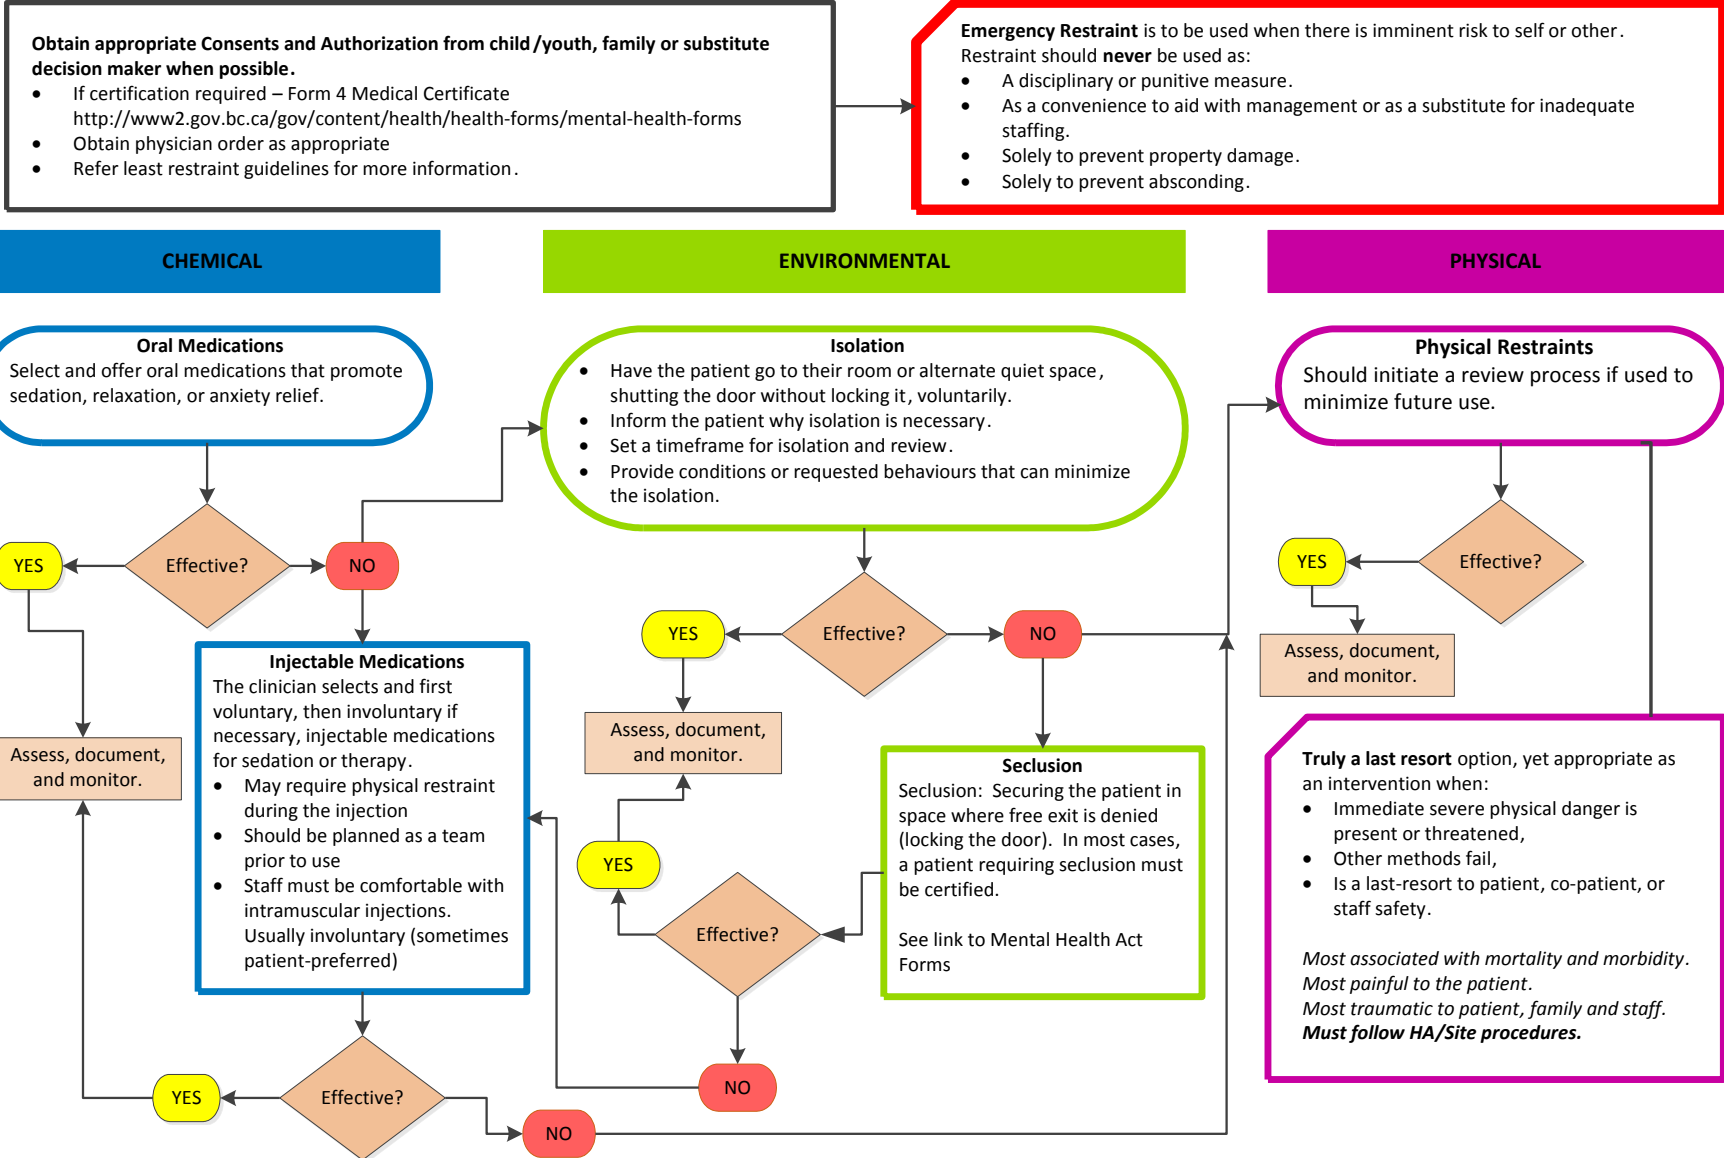 Obtain appropriate Consents and Authorization from child/youth, family or substitute
decision maker when possible.
• If certification required – Form 4 Medical Certificate
http://www2.gov.bc.ca/gov/content/health/health-forms/mental-health-forms
• Obtain physician order as appropriate
• Refer least restraint guidelines for more information.
Emergency Restraint is to be used when there is imminent risk to self or other.
Restraint should never be used as:
• A disciplinary or punitive measure.
• As a convenience to aid with management or as a substitute for inadequate
staffing.
• Solely to prevent property damage.
• Solely to prevent absconding.
CHEMICAL
Oral Medications
Select and offer oral medications that promote
sedation, relaxation, or anxiety relief.
Effective?
YES
NO
Injectable Medications
The clinician selects and first
voluntary, then involuntary if
necessary, injectable medications
for sedation or therapy.
• May require physical restraint
during the injection
• Should be planned as a team
prior to use
• Staff must be comfortable with
intramuscular injections.
Usually involuntary (sometimes
patient-preferred)
Assess, document,
and monitor.
Effective?
YES
NO
ENVIRONMENTAL
Isolation
• Have the patient go to their room or alternate quiet space,
shutting the door without locking it, voluntarily.
• Inform the patient why isolation is necessary.
• Set a timeframe for isolation and review.
• Provide conditions or requested behaviours that can minimize
the isolation.
Effective?
YES
NO
Assess, document,
and monitor.
Seclusion
Seclusion: Securing the patient in
space where free exit is denied
(locking the door). In most cases,
a patient requiring seclusion must
be certified.
See link to Mental Health Act
Forms
Effective?
YES
NO
PHYSICAL
Physical Restraints
Should initiate a review process if used to
minimize future use.
Effective?
YES
Assess, document,
and monitor.
Truly a last resort option, yet appropriate as
an intervention when:
• Immediate severe physical danger is
present or threatened,
• Other methods fail,
• Is a last-resort to patient, co-patient, or
staff safety.
Most associated with mortality and morbidity.
Most painful to the patient.
Most traumatic to patient, family and staff.
Must follow HA/Site procedures.